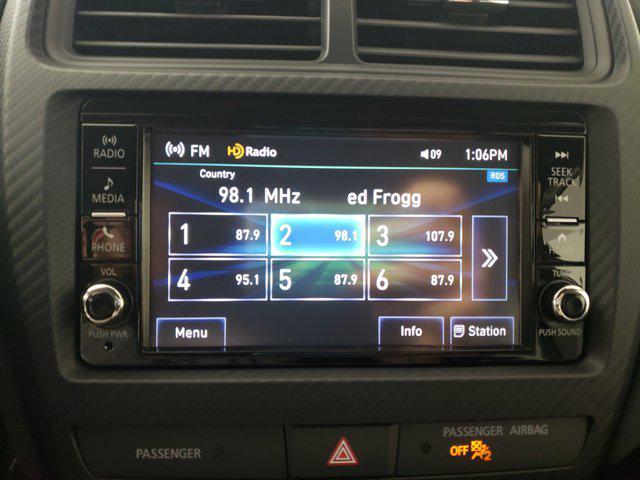 RADIO
MEDIA
PHONE
VOL
PUSH PWR
FM HD Radio 09 1:06PM
Country RDS
98.1 MHz ed Frogg
1 87.9 2 98.1 3 107.9
4 95.1 5 87.9 6 87.9
Menu Info Station
SEEK
TRACK
PUSH SOUND
PASSENGER
PASSENGER AIRBAG
OFF 2